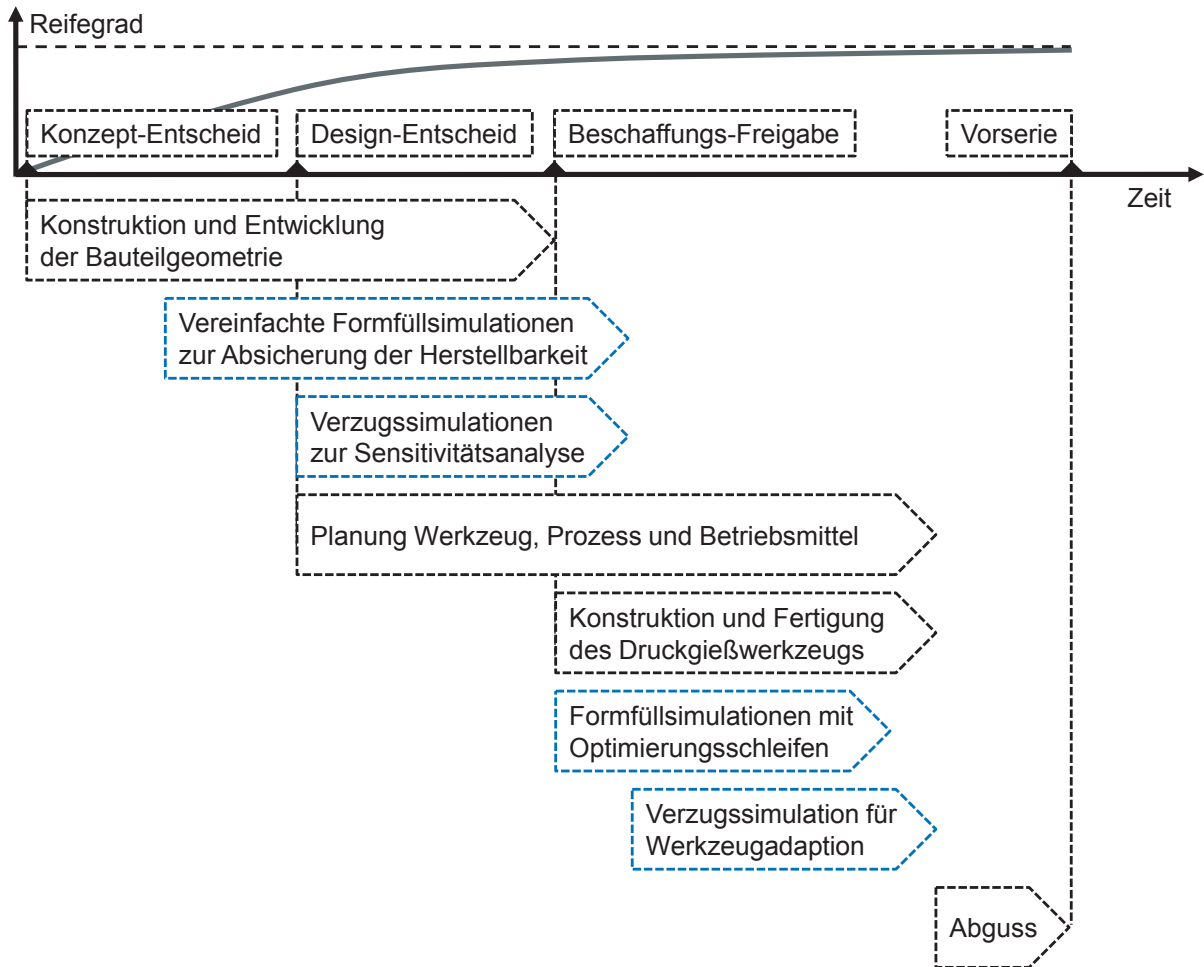 Reifegrad
Konzept-Entscheid
Design-Entscheid
Beschaffungs-Freigabe
Vorserie
Zeit
Konstruktion und Entwicklung
der Bauteilgeometrie
Vereinfachte Formfüllsimulationen
zur Absicherung der Herstellbarkeit
Verzugssimulationen
zur Sensitivitätsanalyse
Planung Werkzeug, Prozess und Betriebsmittel
Konstruktion und Fertigung
des Druckgießwerkzeugs
Formfüllsimulationen mit
Optimierungsschleifen
Verzugssimulation für
Werkzeugadaption
Abguss